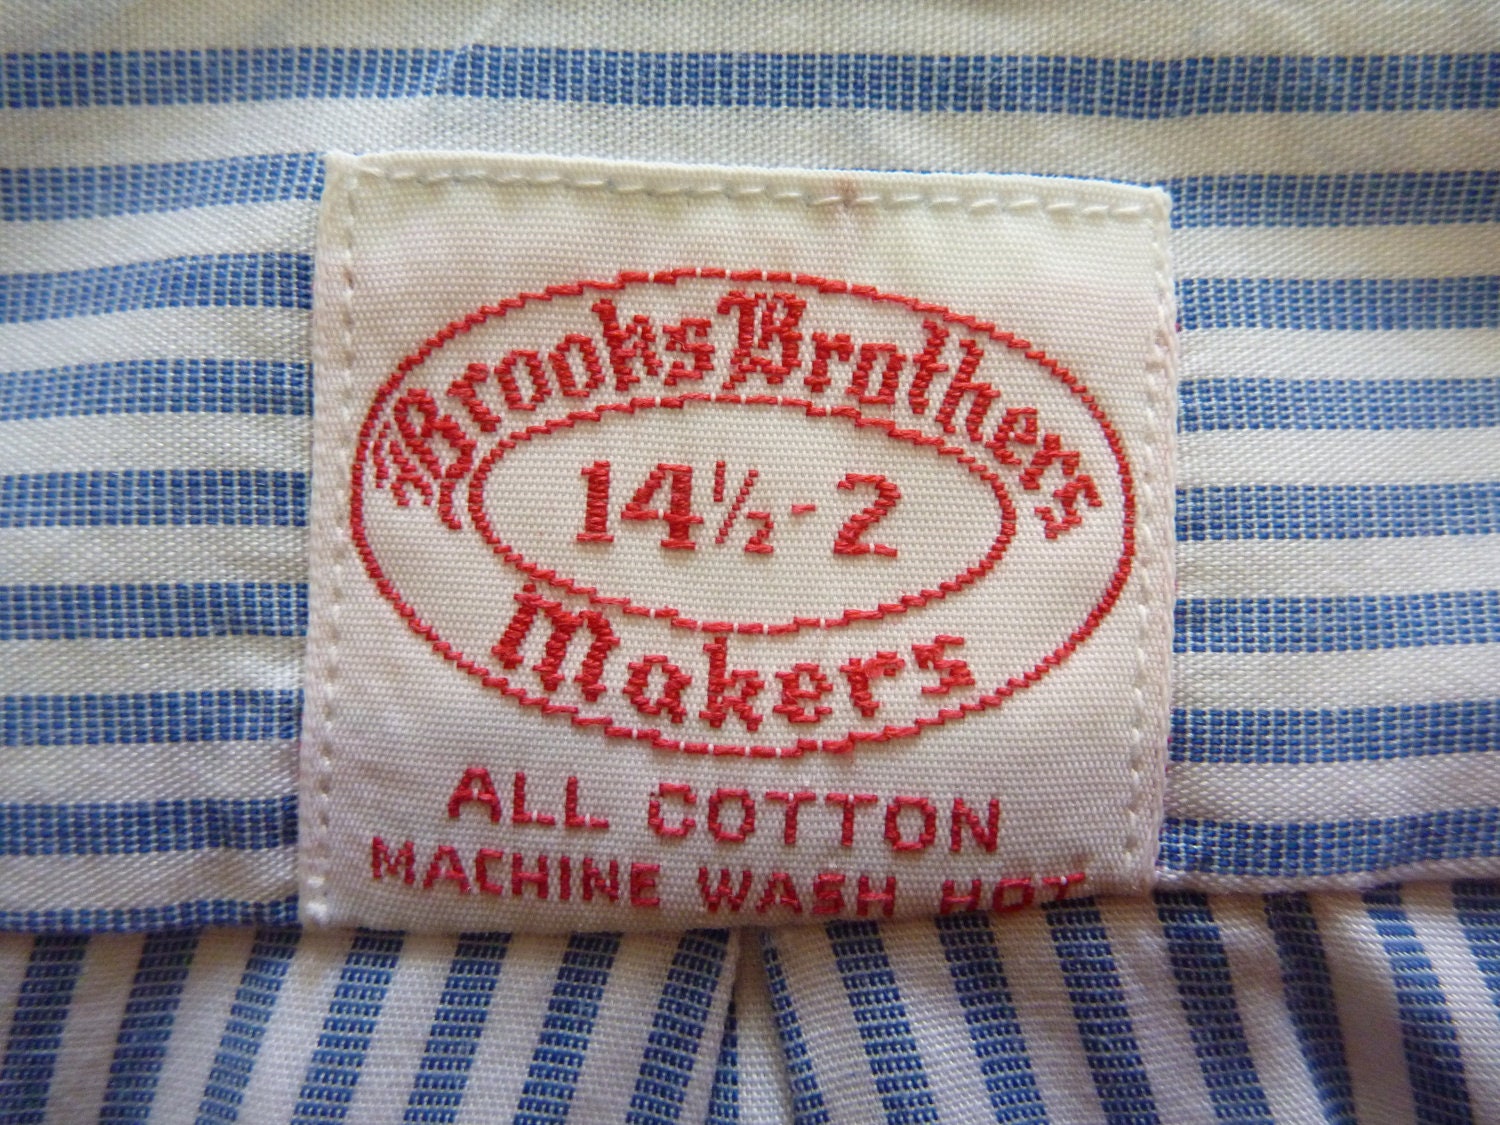 Brooks Brothers
14½-2
Makers
ALL COTTON
MACHINE WASH HOT